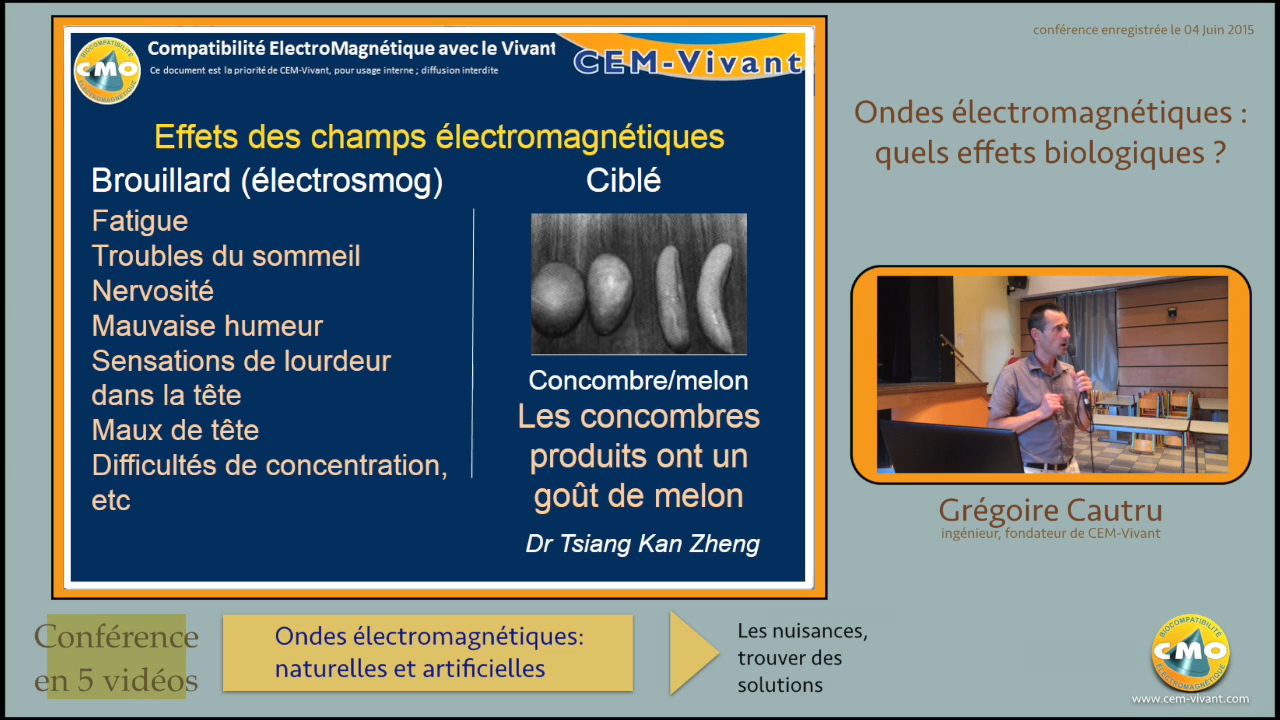 conférence enregistrée le 04 Juin 2015
BIOCOMPATIBILITÉ
CMO
ÉLECTROMAGNÉTIQUE
Compatibilité ElectroMagnétique avec le Vivant
Ce document est la priorité de CEM-Vivant, pour usage interne ; diffusion interdite
CEM-Vivant
Effets des champs électromagnétiques
Brouillard (électrosmog)
Fatigue
Troubles du sommeil
Nervosité
Mauvaise humeur
Sensations de lourdeur
dans la tête
Maux de tête
Difficultés de concentration,
etc
Ciblé
Concombre/melon
Les concombres
produits ont un
goût de melon
Dr Tsiang Kan Zheng
Ondes électromagnétiques :
quels effets biologiques ?
Grégoire Cautru
ingénieur, fondateur de CEM-Vivant
Conférence
en 5 vidéos
Ondes électromagnétiques:
naturelles et artificielles
Les nuisances,
trouver des
solutions
BIOCOMPATIBILITÉ
CMO
ÉLECTROMAGNÉTIQUE
www.cem-vivant.com